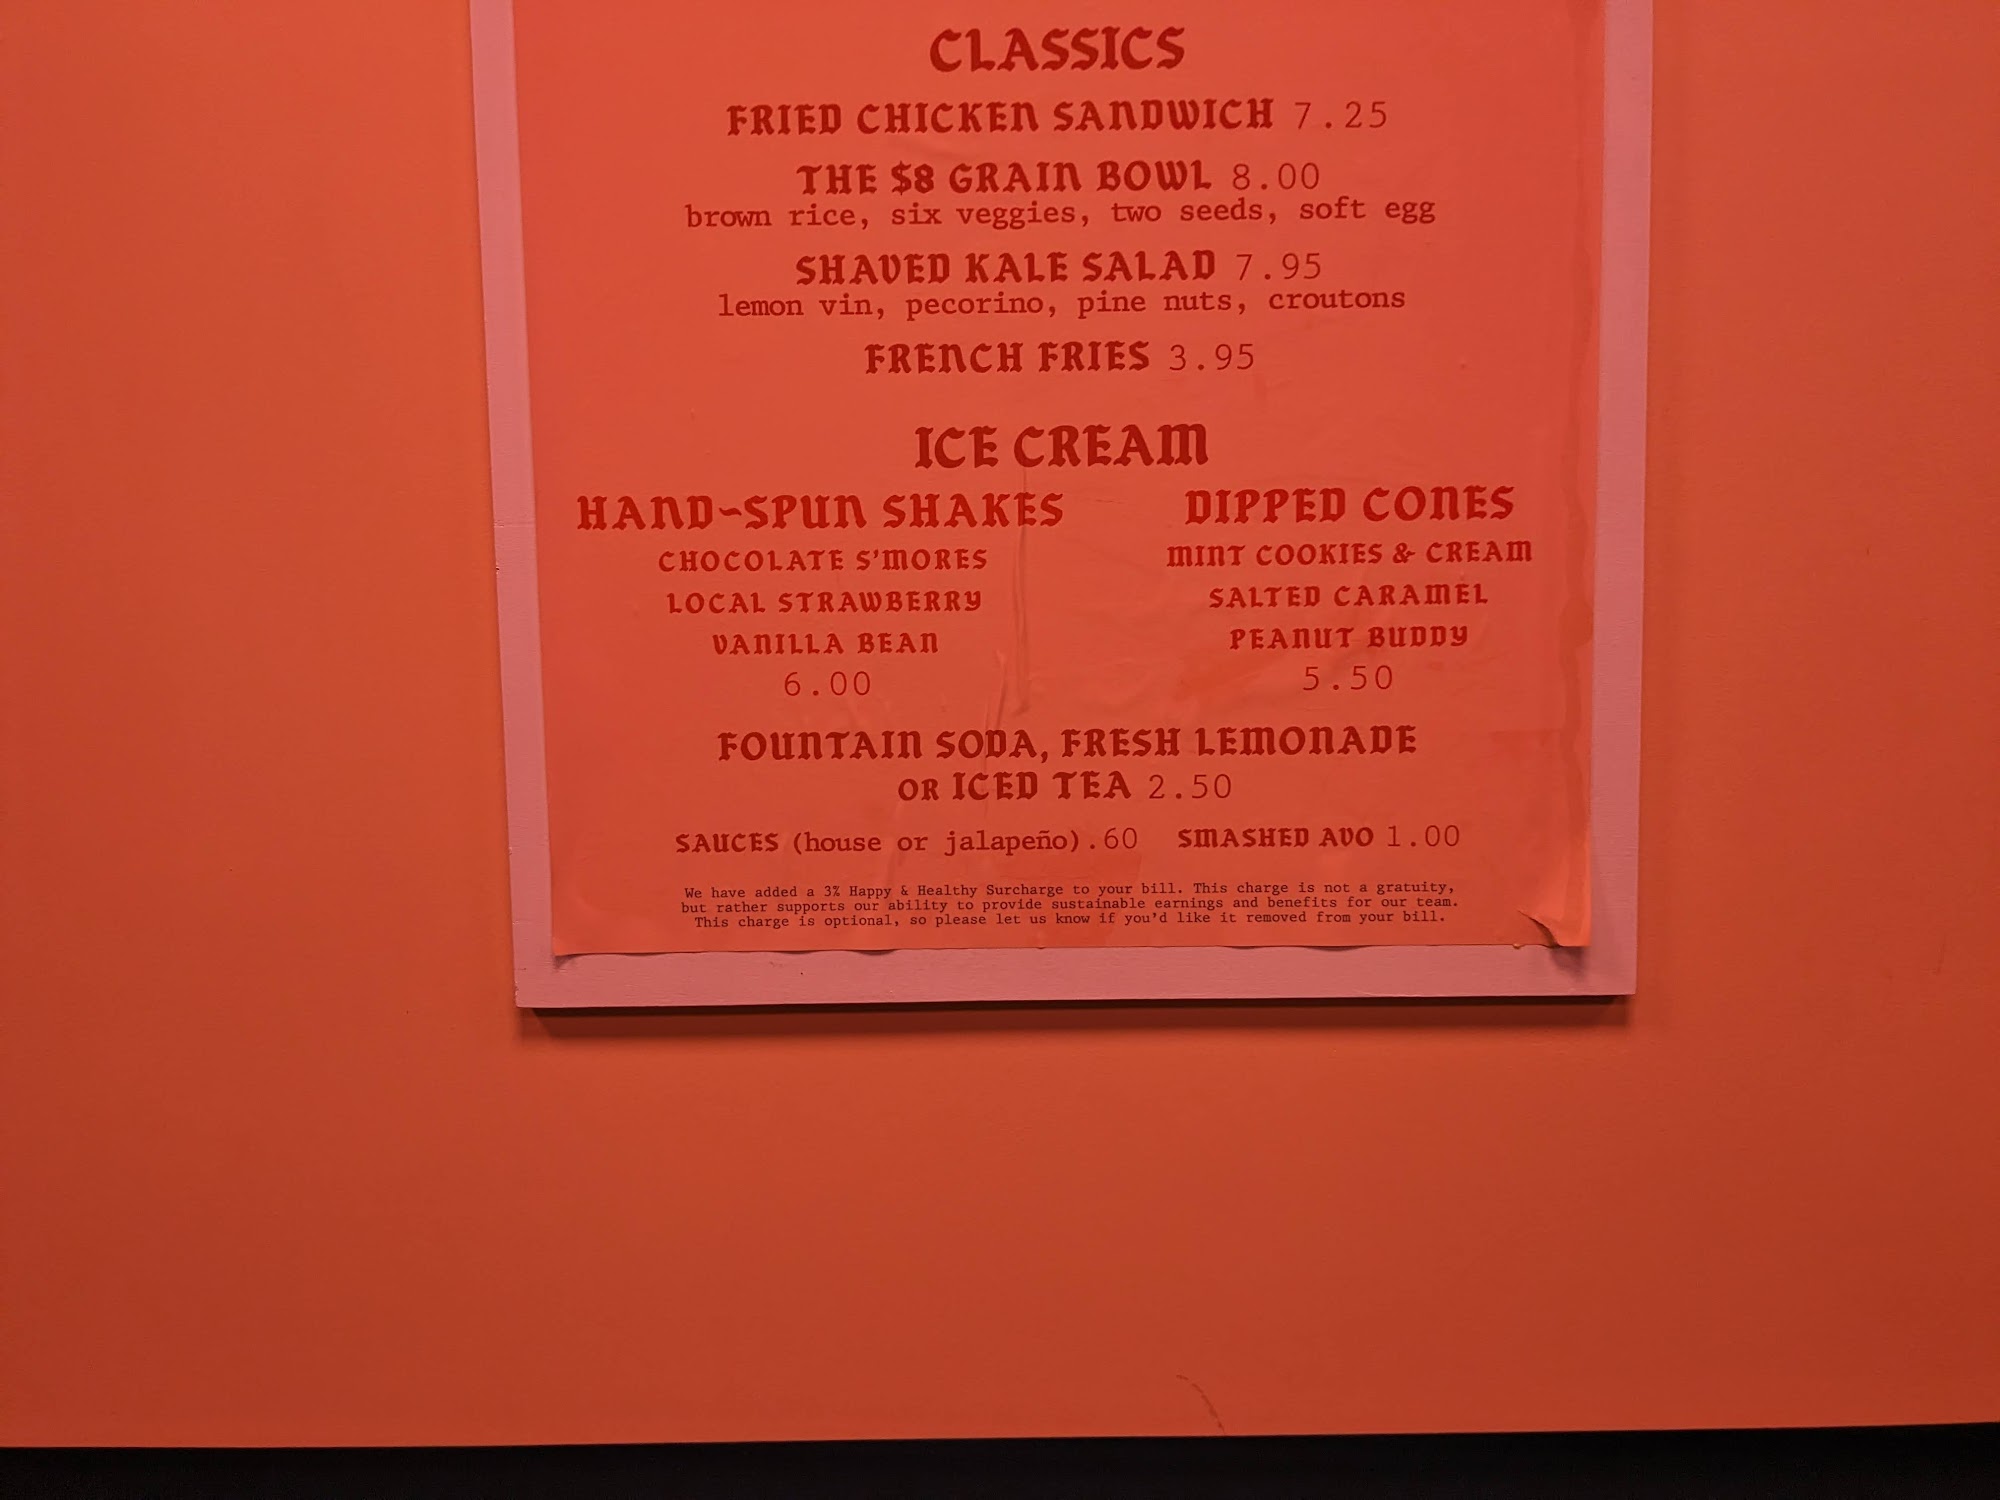 CLASSICS
FRIED CHICKEN SANDWICH 7.25
THE $8 GRAIN BOWL 8.00
brown rice, six veggies, two seeds, soft egg
SHAVED KALE SALAD 7.95
lemon vin, pecorino, pine nuts, croutons
FRENCH FRIES 3.95
ICE CREAM
HAND-SPUN SHAKES
CHOCOLATE S'MORES
LOCAL STRAWBERRY
VANILLA BEAN
6.00
DIPPED CONES
MINT COOKIES & CREAM
SALTED CARAMEL
PEANUT BUDDY
5.50
FOUNTAIN SODA, FRESH LEMONADE
OR ICED TEA 2.50
SAUCES (house or jalapeño).60 SMASHED AVO 1.00
We have added a 3% Happy & Healthy Surcharge to your bill. This charge is not a gratuity,
but rather supports our ability to provide sustainable earnings and benefits for our team.
This charge is optional, so please let us know if you'd like it removed from your bill.